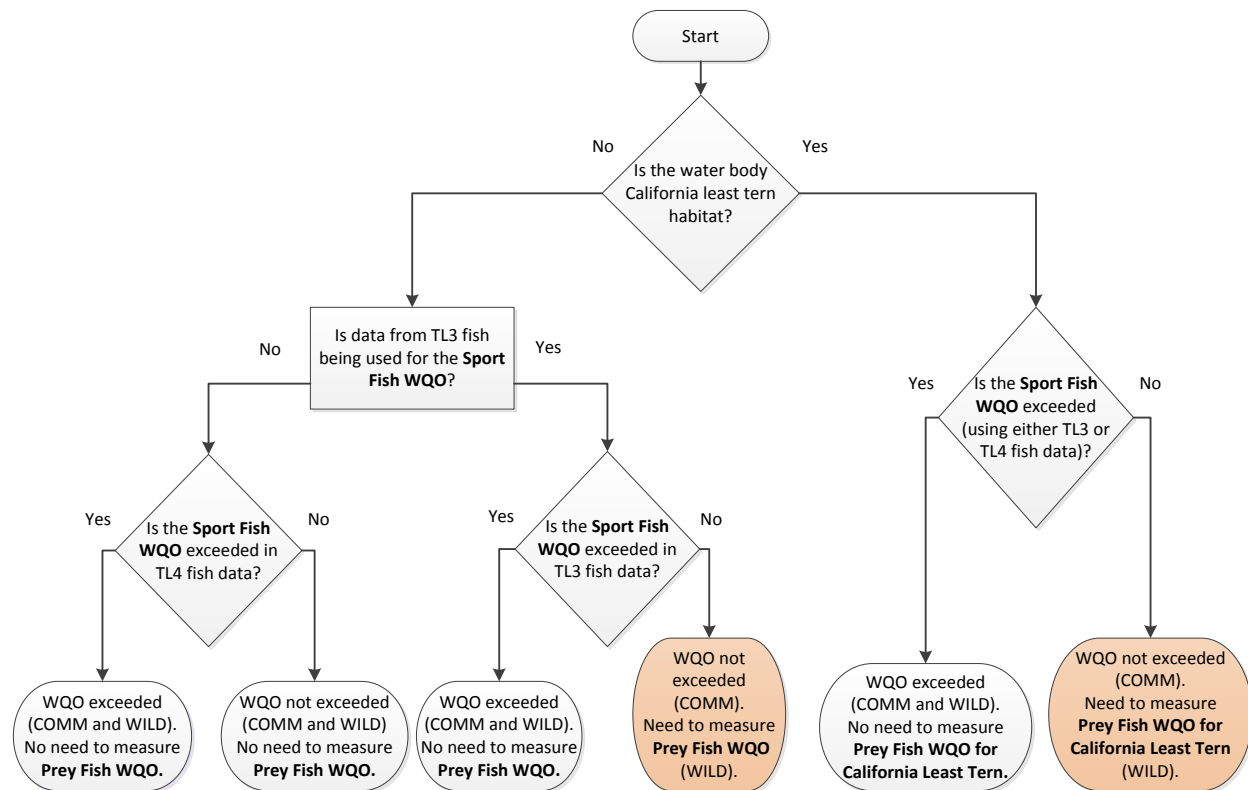 Start
No
Yes
Is the water body
California least tern
habitat?
No
Is data from TL3 fish
being used for the Sport
Fish WQO?
Yes
Yes
Is the Sport Fish
WQO exceeded
(using either TL3 or
TL4 fish data)?
No
Yes
Is the Sport Fish
WQO exceeded in
TL4 fish data?
No
Yes
Is the Sport Fish
WQO exceeded in
TL3 fish data?
No
WQO exceeded
(COMM and WILD).
No need to measure
Prey Fish WQO.
WQO not exceeded
(COMM and WILD)
No need to measure
Prey Fish WQO.
WQO exceeded
(COMM and WILD).
No need to measure
Prey Fish WQO.
WQO not
exceeded
(COMM).
Need to measure
Prey Fish WQO
(WILD).
WQO exceeded
(COMM and WILD).
No need to measure
Prey Fish WQO for
California Least Tern.
WQO not exceeded
(COMM).
Need to measure
Prey Fish WQO for
California Least Tern
(WILD).